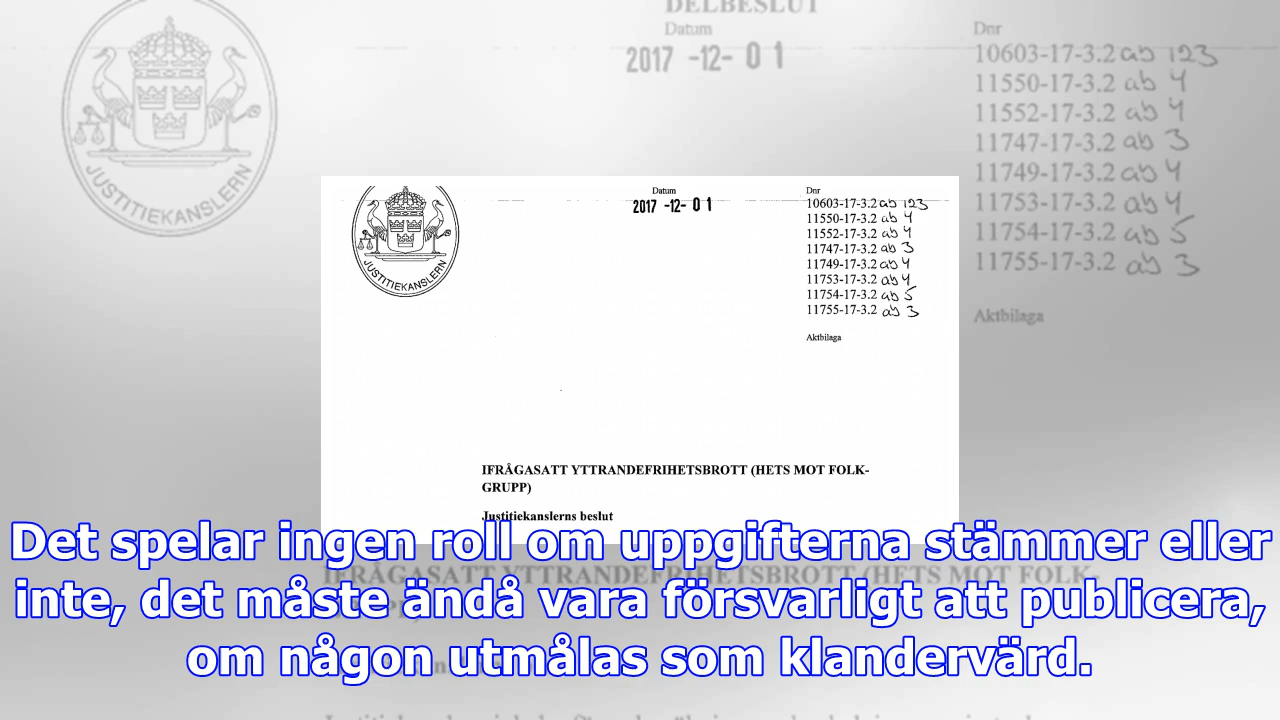 DELBESLUT
Datum
2017 -12- 01
Dnr
10603-17-3.2 ab 123
11550-17-3.2 ab 4
11552-17-3.2 ab 4
11747-17-3.2 ab 3
11749-17-3.2 ab 4
11753-17-3.2 ab 4
11754-17-3.2 ab 5
11755-17-3.2 ab 3
Aktbilaga
JUSTITIEKANSLERN
Datum
2017 -12- 01
Dnr
10603-17-3.2 ab 123
11550-17-3.2 ab 4
11552-17-3.2 ab 4
11747-17-3.2 ab 3
11749-17-3.2 ab 4
11753-17-3.2 ab 4
11754-17-3.2 ab 5
11755-17-3.2 ab 3
Aktbilaga
JUSTITIEKANSLERN
IFRÅGASATT YTTRANDEFRIHETSBROTT (HETS MOT FOLK-
GRUPP)
Justitiekanslerns beslut
IFRÅGASATT YTTRANDEFRIHETSBROTT (HETS MOT FOLK-
Det spelar ingen roll om uppgifterna stämmer eller
inte, det måste ändå vara försvarligt att publicera,
om någon utmålas som klandervärd.